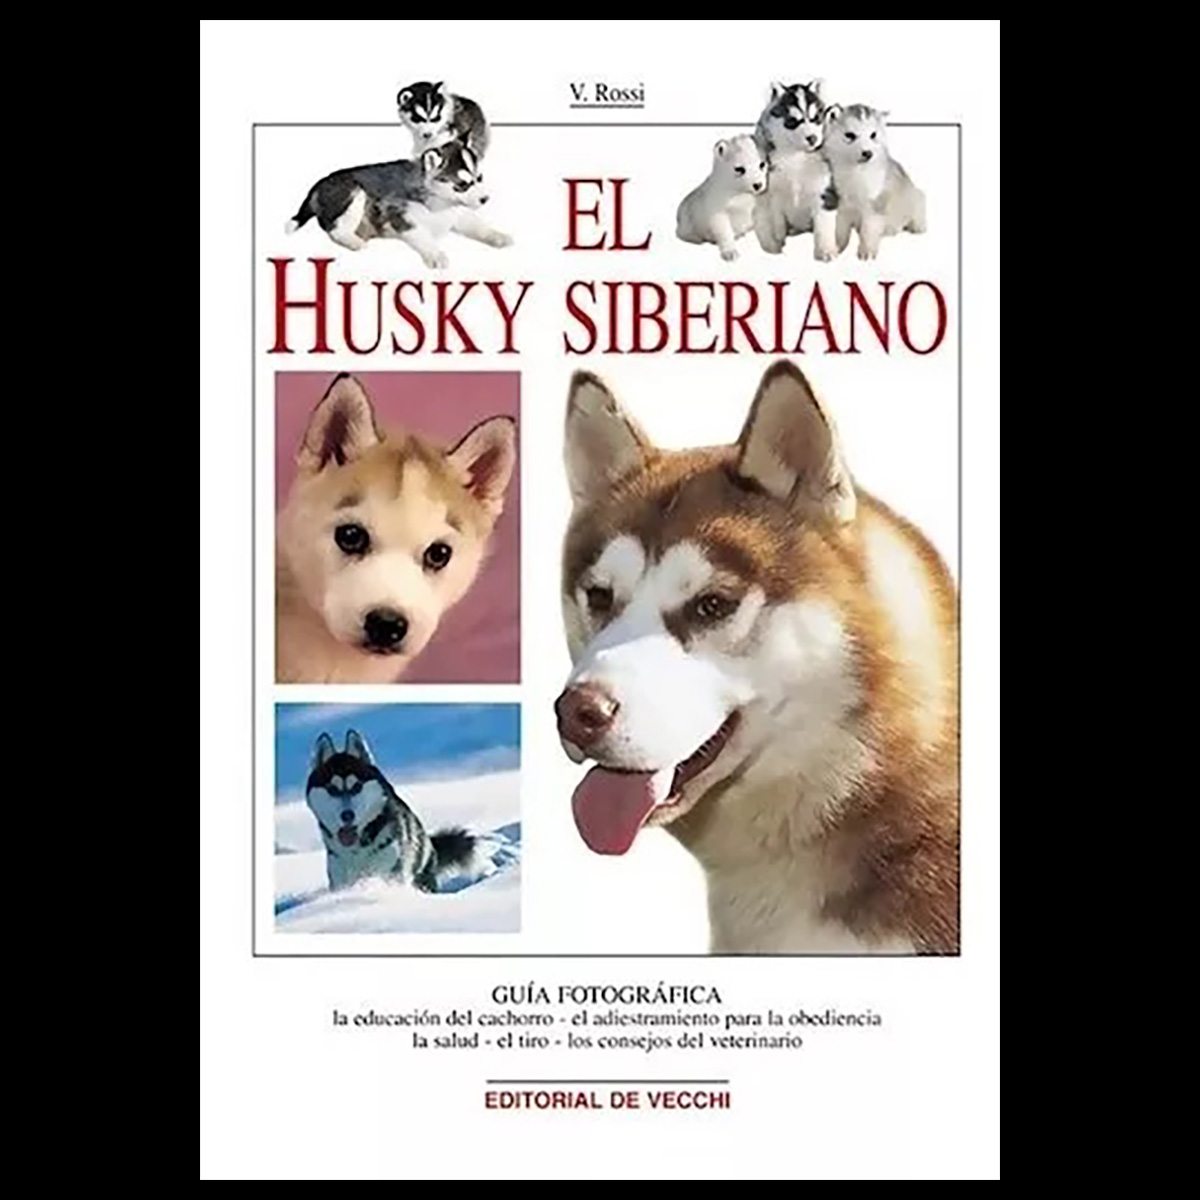 V. Rossi
EL
HUSKY SIBERIANO
GUÍA FOTOGRÁFICA
la educación del cachorro - el adiestramiento para la obediencia
la salud - el tiro - los consejos del veterinario
EDITORIAL DE VECCHI